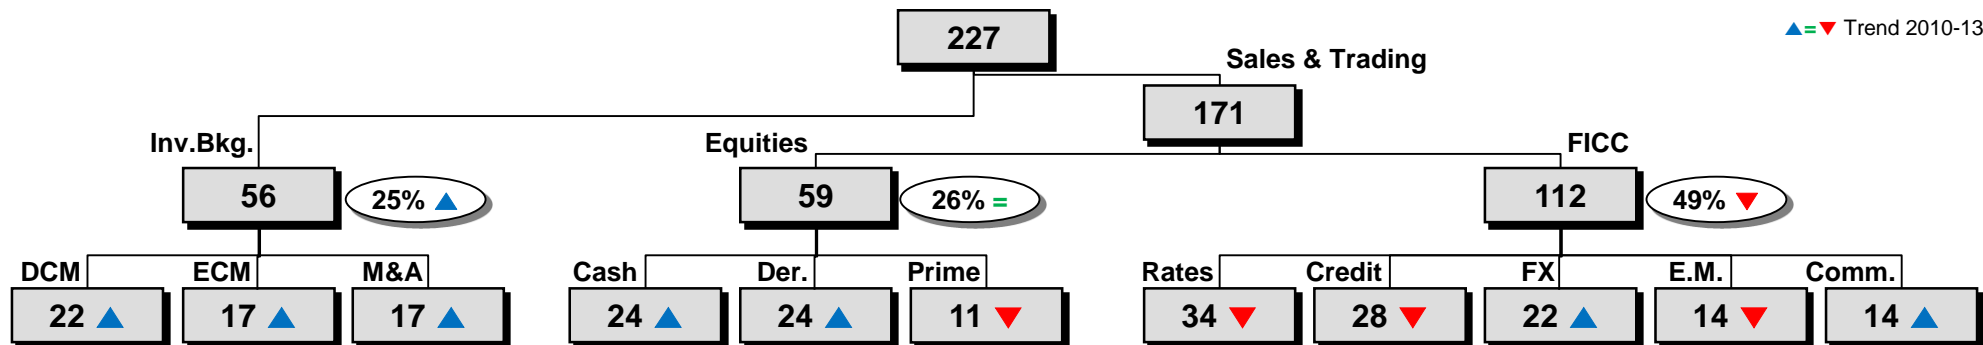 227
▲=▼ Trend 2010-13
Sales & Trading
171
Inv.Bkg.
Equities
FICC
56
25% ▲
59
26% =
112
49% ▼
DCM
ECM
M&A
Cash
Der.
Prime
Rates
Credit
FX
E.M.
Comm.
22 ▲
17 ▲
17 ▲
24 ▲
24 ▲
11 ▼
34 ▼
28 ▼
22 ▲
14 ▼
14 ▲